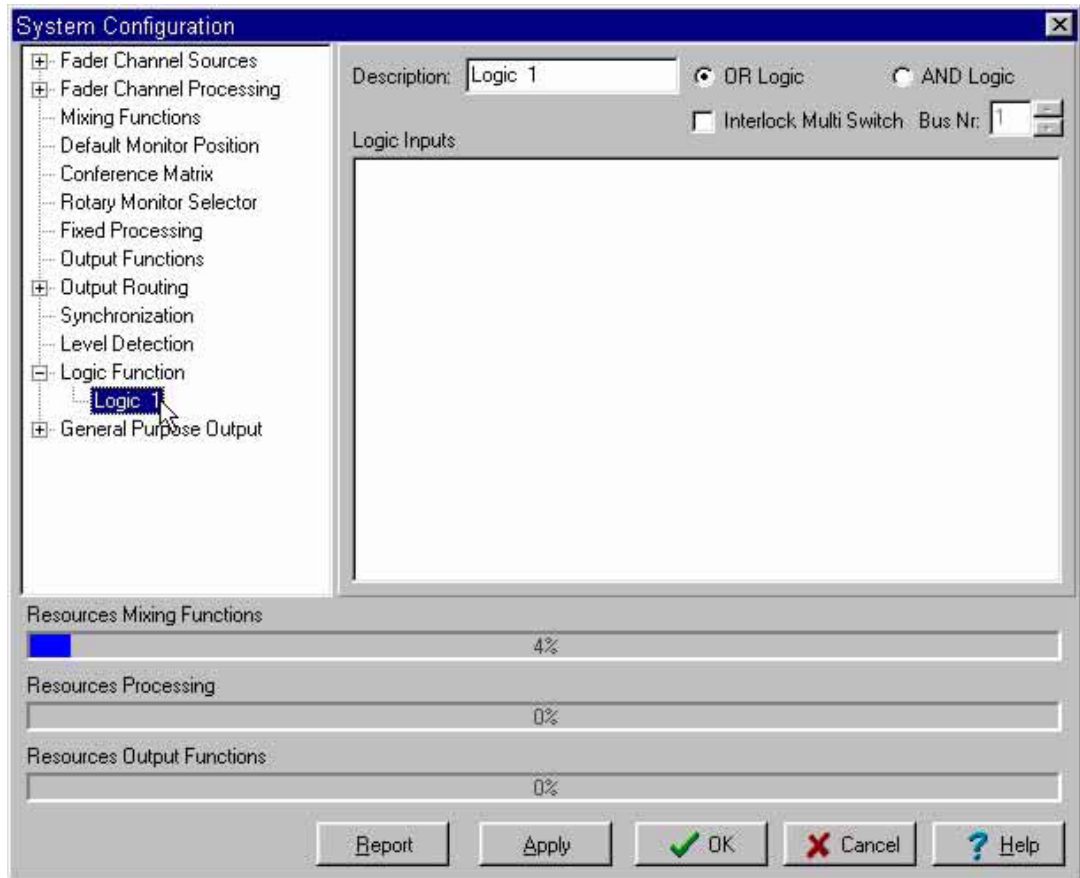 System Configuration
Fader Channel Sources
Fader Channel Processing
Mixing Functions
Default Monitor Position
Conference Matrix
Rotary Monitor Selector
Fixed Processing
Output Functions
Output Routing
Synchronization
Level Detection
Logic Function
Logic 1
General Purpose Output
Description: Logic 1 OR Logic AND Logic
Interlock Multi Switch Bus Nr: 1
Logic Inputs
Resources Mixing Functions
4%
Resources Processing
0%
Resources Output Functions
0%
Report Apply OK Cancel Help